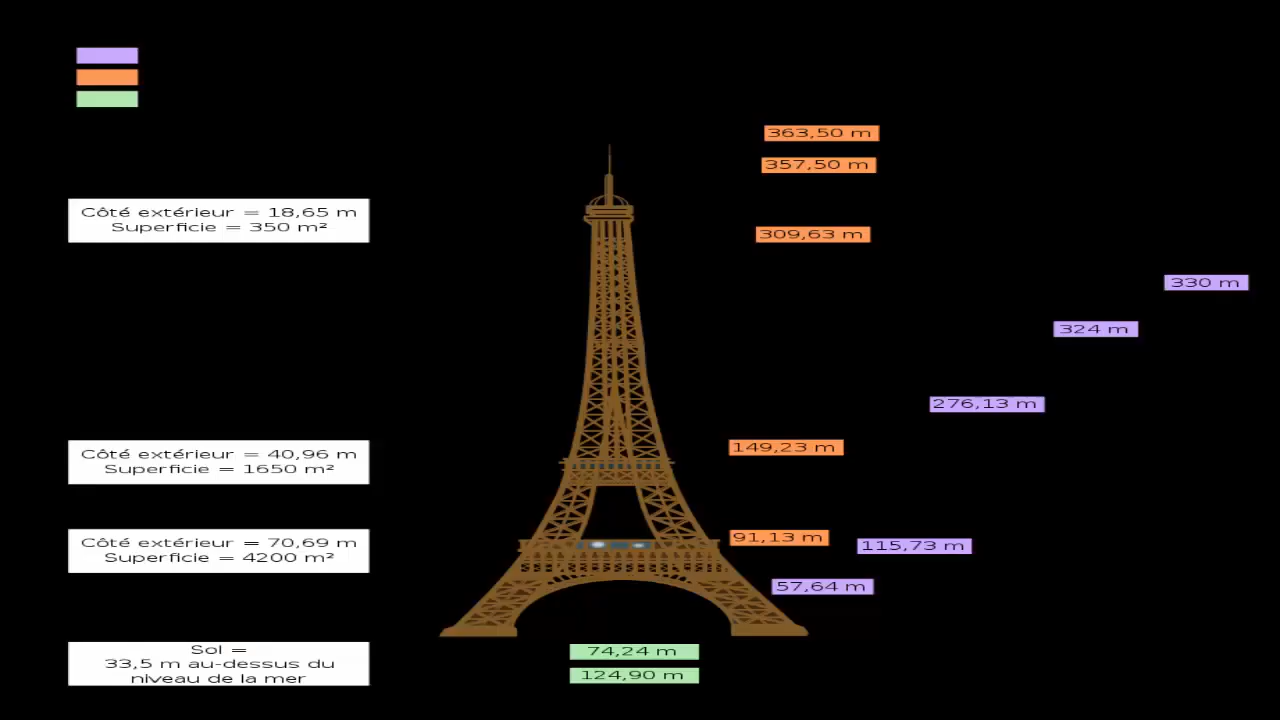 363,50 m
357,50 m
Côté extérieur = 18,65 m
Superficie = 350 m²
309,63 m
330 m
324 m
276,13 m
Côté extérieur = 40,96 m
Superficie = 1650 m²
149,23 m
Côté extérieur = 70,69 m
Superficie = 4200 m²
91,13 m
115,73 m
57,64 m
Sol =
33,5 m au-dessus du
niveau de la mer
74,24 m
124,90 m